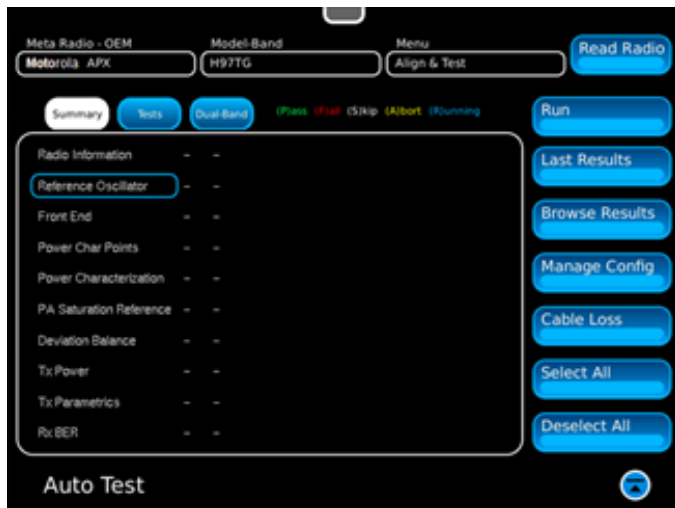 Meta Radio - OEM Model-Band Menu
Motorola APX H97TG Align & Test Read Radio
Summary Tests Dual-Band (P)ass (F)ail (S)kip (A)bort (R)unning Run
Radio Information - -
Last Results
Reference Oscillator - -
Front End - - Browse Results
Power Char Points - -
Power Characterization - - Manage Config
PA Saturation Reference - -
Cable Loss
Deviation Balance - -
Tx Power - - Select All
Tx Parametrics - -
Rx BER - - Deselect All
Auto Test